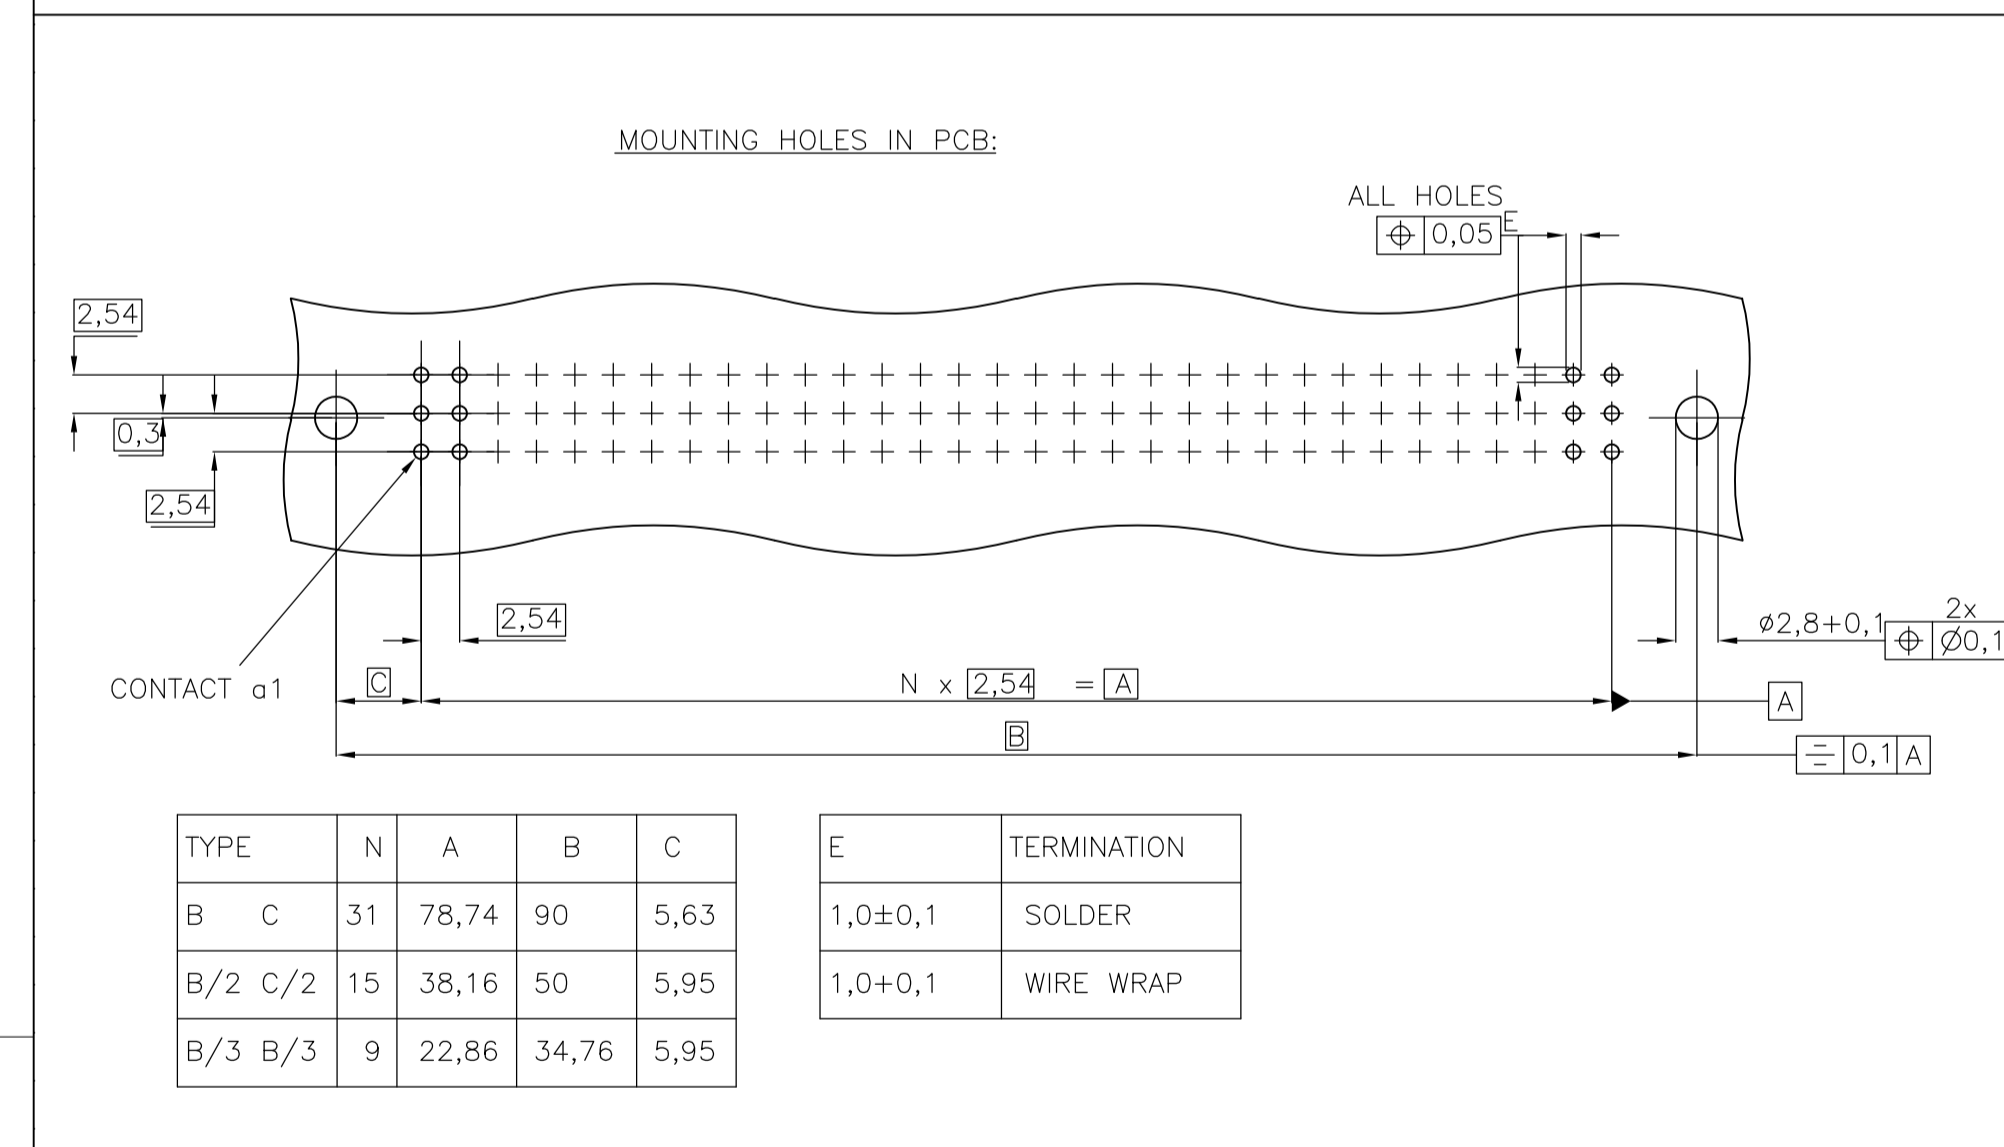 MOUNTING HOLES IN PCB:
ALL HOLES
⌖ 0,05 E
2,54
0,3
2,54
2,54
ø2,8+0,1
2x
⌖ Ø0,1
CONTACT a1
C
N x 2,54 = A
A
B
⌯ 0,1 A
TYPE N A B C
B C 31 78,74 90 5,63
B/2 C/2 15 38,16 50 5,95
B/3 B/3 9 22,86 34,76 5,95
E TERMINATION
1,0±0,1 SOLDER
1,0+0,1 WIRE WRAP